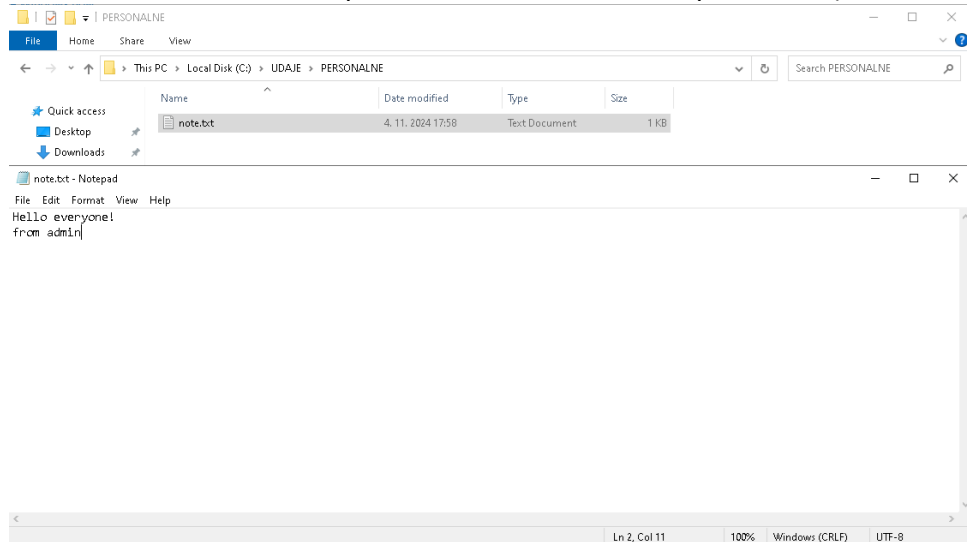 PERSONALNE
File Home Share View
This PC > Local Disk (C:) > UDAJE > PERSONALNE
Search PERSONALNE
Name Date modified Type Size
Quick access
note.txt 4. 11. 2024 17:58 Text Document 1 KB
Desktop
Downloads
note.txt - Notepad
File Edit Format View Help
Hello everyone!
from admin
Ln 2, Col 11 100% Windows (CRLF) UTF-8